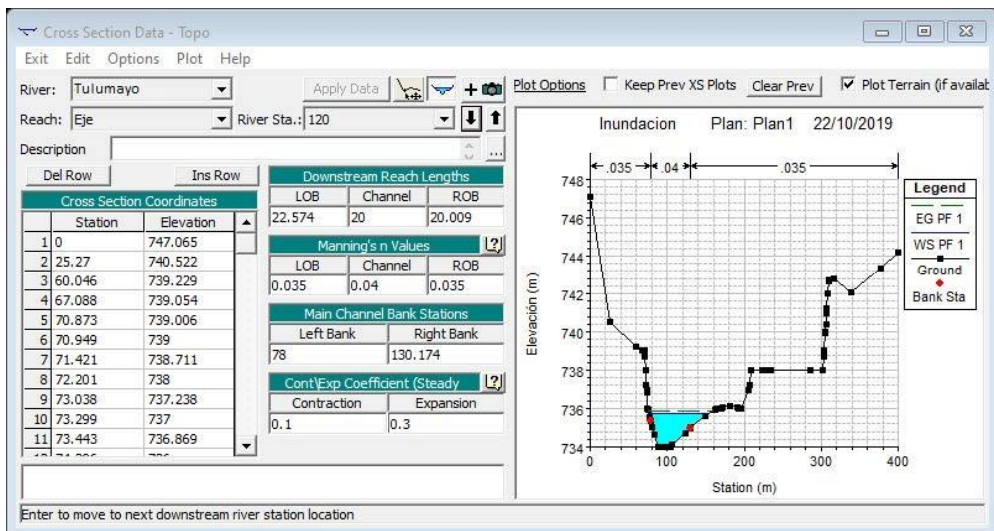 Cross Section Data - Topo
Exit Edit Options Plot Help
River: Tulumayo
Apply Data
Plot Options
Keep Prev XS Plots
Clear Prev
Plot Terrain (if availab
Reach: Eje
River Sta.: 120
Description
...
Del Row
Ins Row
Cross Section Coordinates
Station Elevation
1 0 747.065
2 25.27 740.522
3 60.046 739.229
4 67.088 739.054
5 70.873 739.006
6 70.949 739
7 71.421 738.711
8 72.201 738
9 73.038 737.238
10 73.299 737
11 73.443 736.869
Downstream Reach Lengths
LOB Channel ROB
22.574 20 20.009
Manning's n Values
?
LOB Channel ROB
0.035 0.04 0.035
Main Channel Bank Stations
Left Bank Right Bank
78 130.174
Cont\Exp Coefficient (Steady
?
Contraction Expansion
0.1 0.3
Inundacion Plan: Plan1 22/10/2019
.035 .04 .035
748
746
744
742
740
738
736
734
Elevación (m)
0 100 200 300 400
Station (m)
Legend
EG PF 1
WS PF 1
Ground
Bank Sta
Enter to move to next downstream river station location